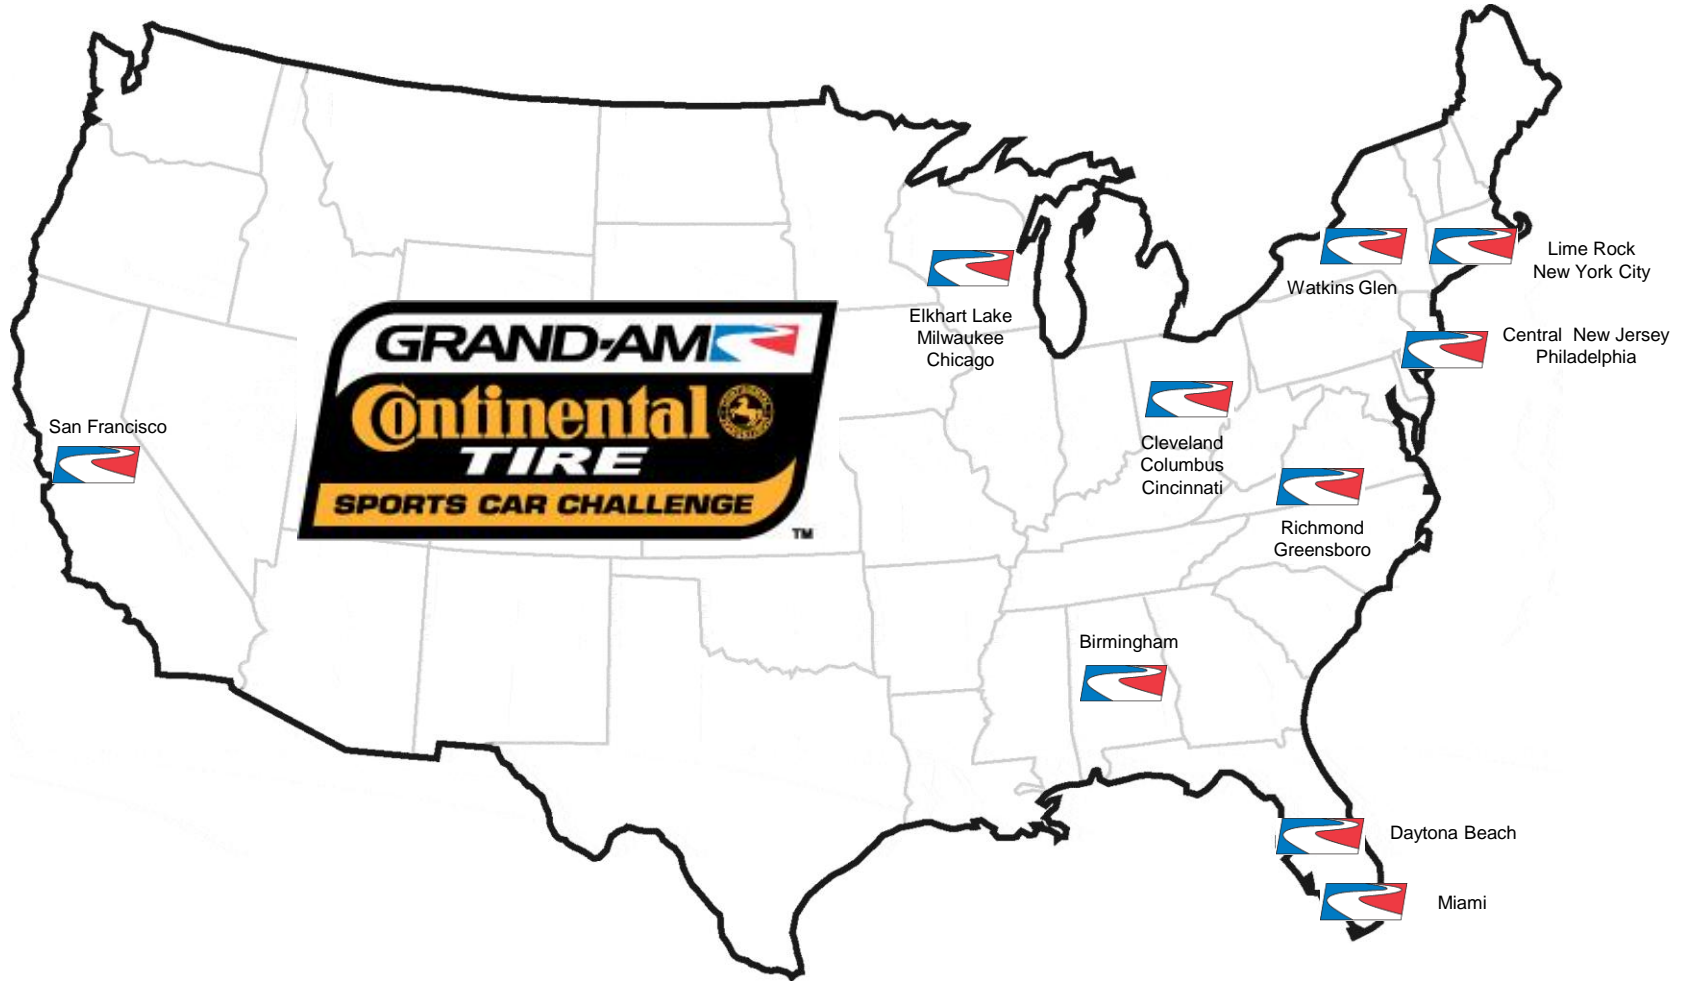 Lime Rock
New York City
Watkins Glen
Elkhart Lake
Milwaukee
Chicago
Central  New Jersey
Philadelphia
GRAND-AM
Continental
TIRE
SPORTS CAR CHALLENGE
TM
San Francisco
Cleveland
Columbus
Cincinnati
Richmond
Greensboro
Birmingham
Daytona Beach
Miami